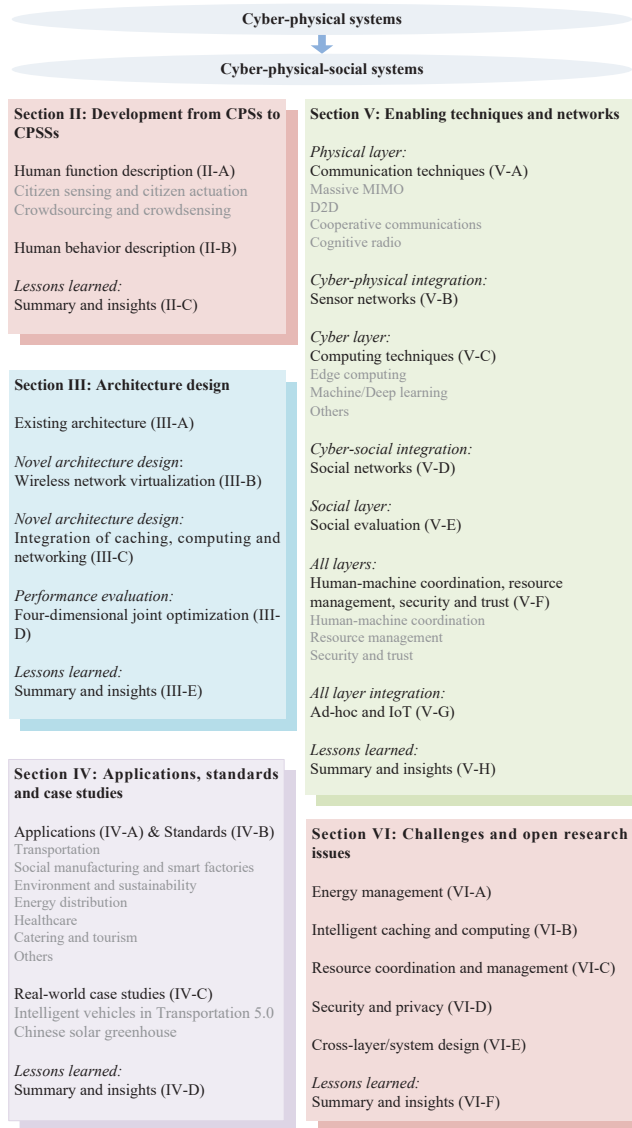 Cyber-physical systems
Cyber-physical-social systems
Section II: Development from CPSs to
CPSSs
Human function description (II-A)
Citizen sensing and citizen actuation
Crowdsourcing and crowdsensing
Human behavior description (II-B)
Lessons learned:
Summary and insights (II-C)
Section III: Architecture design
Existing architecture (III-A)
Novel architecture design:
Wireless network virtualization (III-B)
Novel architecture design:
Integration of caching, computing and
networking (III-C)
Performance evaluation:
Four-dimensional joint optimization (III-
D)
Lessons learned:
Summary and insights (III-E)
Section IV: Applications, standards
and case studies
Applications (IV-A) & Standards (IV-B)
Transportation
Social manufacturing and smart factories
Environment and sustainability
Energy distribution
Healthcare
Catering and tourism
Others
Real-world case studies (IV-C)
Intelligent vehicles in Transportation 5.0
Chinese solar greenhouse
Lessons learned:
Summary and insights (IV-D)
Section V: Enabling techniques and networks
Physical layer:
Communication techniques (V-A)
Massive MIMO
D2D
Cooperative communications
Cognitive radio
Cyber-physical integration:
Sensor networks (V-B)
Cyber layer:
Computing techniques (V-C)
Edge computing
Machine/Deep learning
Others
Cyber-social integration:
Social networks (V-D)
Social layer:
Social evaluation (V-E)
All layers:
Human-machine coordination, resource
management, security and trust (V-F)
Human-machine coordination
Resource management
Security and trust
All layer integration:
Ad-hoc and IoT (V-G)
Lessons learned:
Summary and insights (V-H)
Section VI: Challenges and open research
issues
Energy management (VI-A)
Intelligent caching and computing (VI-B)
Resource coordination and management (VI-C)
Security and privacy (VI-D)
Cross-layer/system design (VI-E)
Lessons learned:
Summary and insights (VI-F)